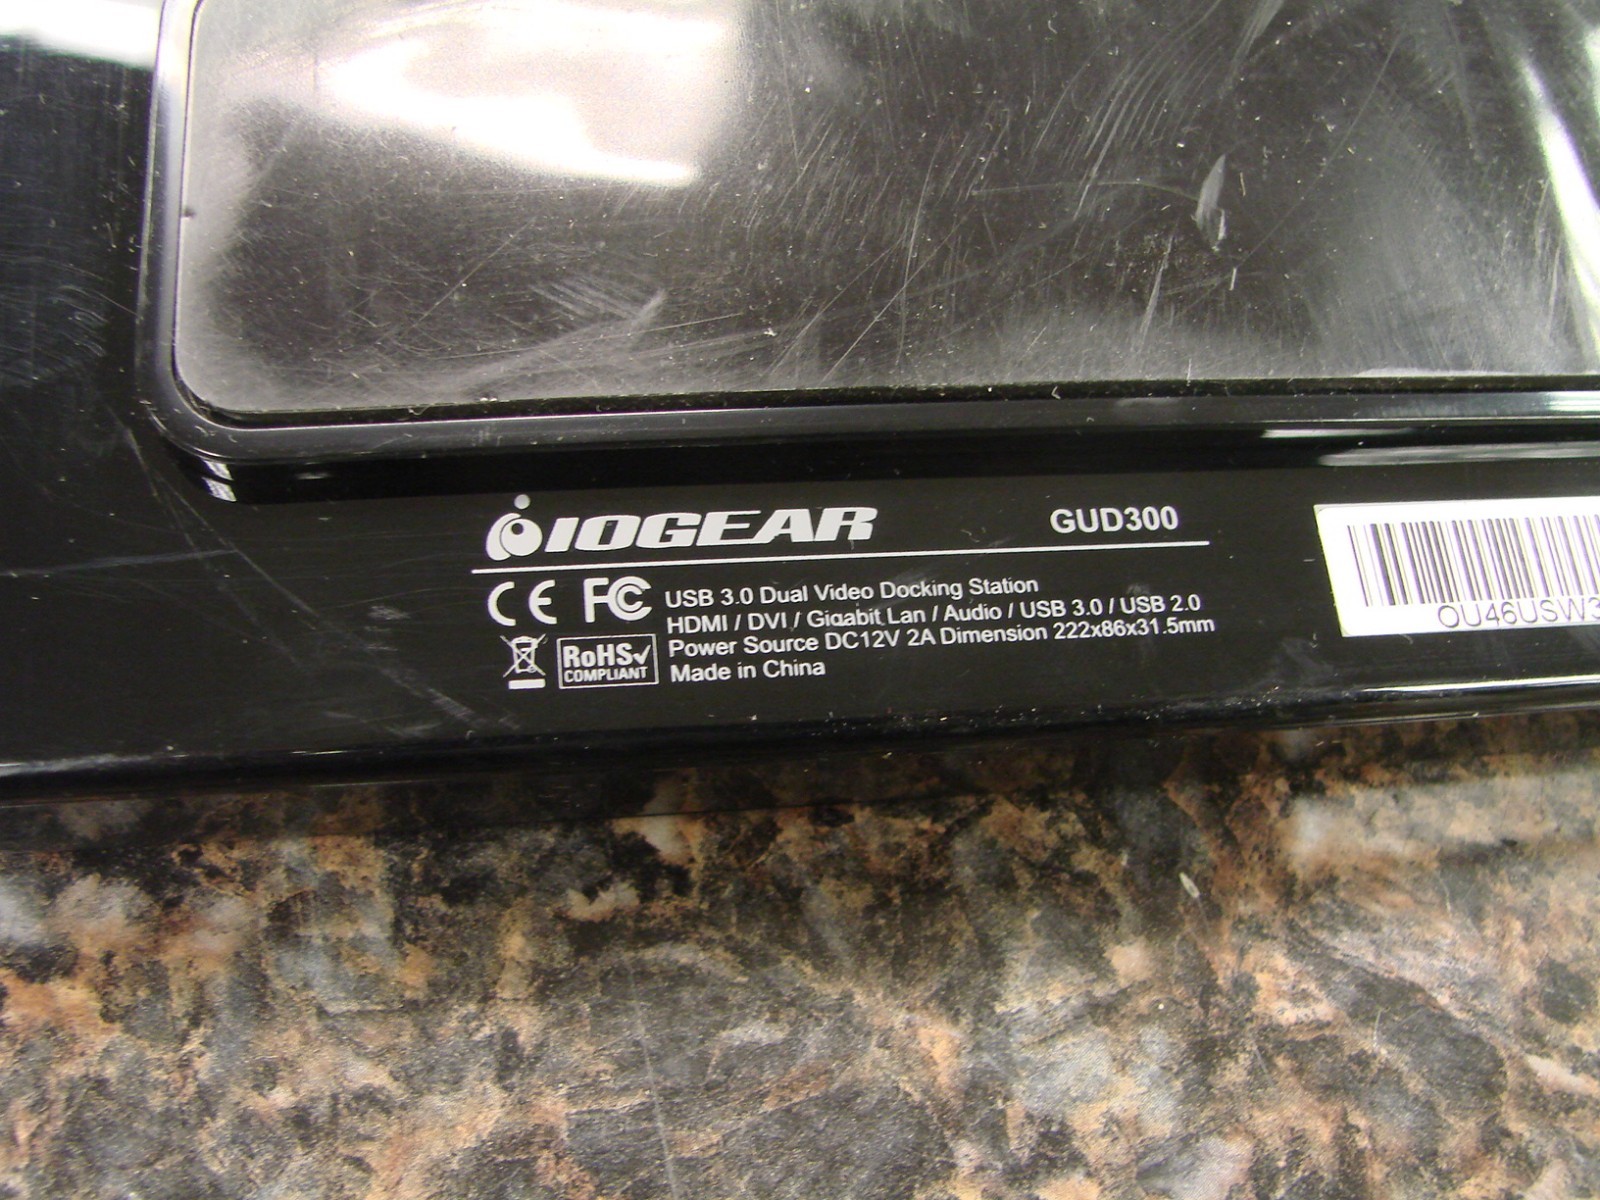 IOGEAR GUD300
CE FC USB 3.0 Dual Video Docking Station
HDMI / DVI / Gigabit Lan / Audio / USB 3.0 / USB 2.0
Power Source DC12V 2A Dimension 222x86x31.5mm
RoHS COMPLIANT Made in China
OU46USW3